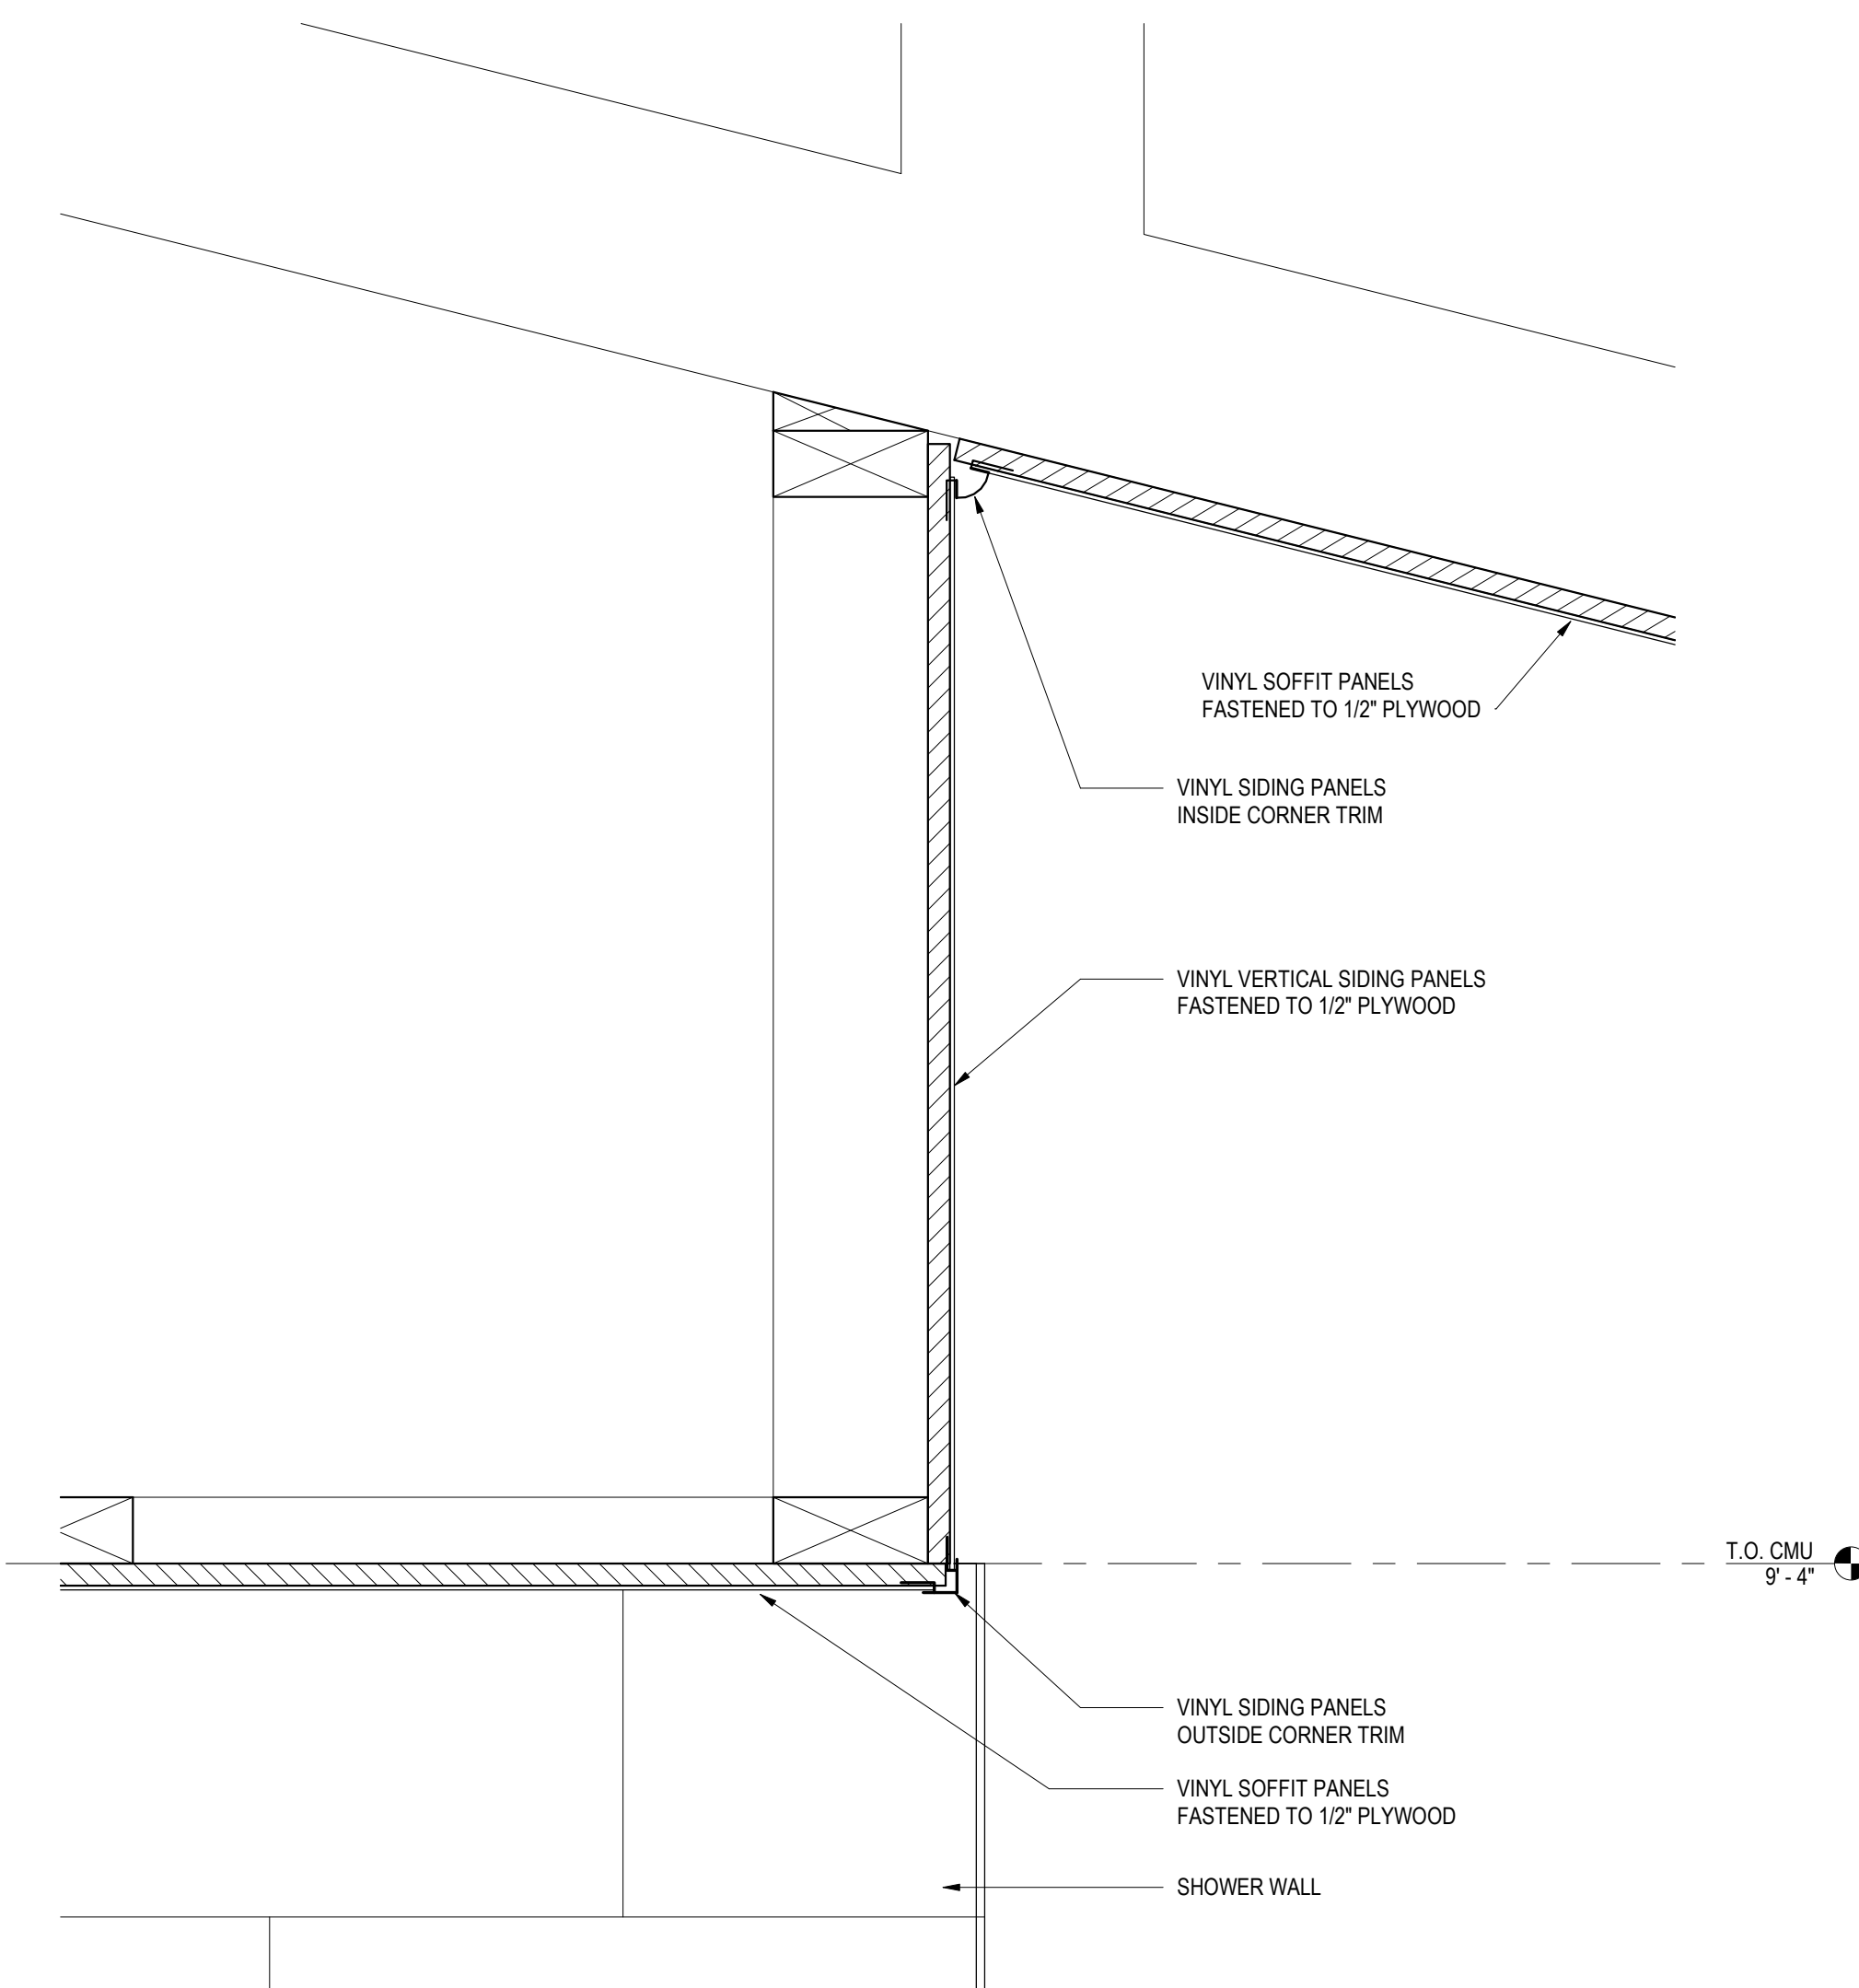 VINYL SOFFIT PANELS
FASTENED TO 1/2" PLYWOOD
VINYL SIDING PANELS
INSIDE CORNER TRIM
VINYL VERTICAL SIDING PANELS
FASTENED TO 1/2" PLYWOOD
T.O. CMU
9' - 4"
VINYL SIDING PANELS
OUTSIDE CORNER TRIM
VINYL SOFFIT PANELS
FASTENED TO 1/2" PLYWOOD
SHOWER WALL